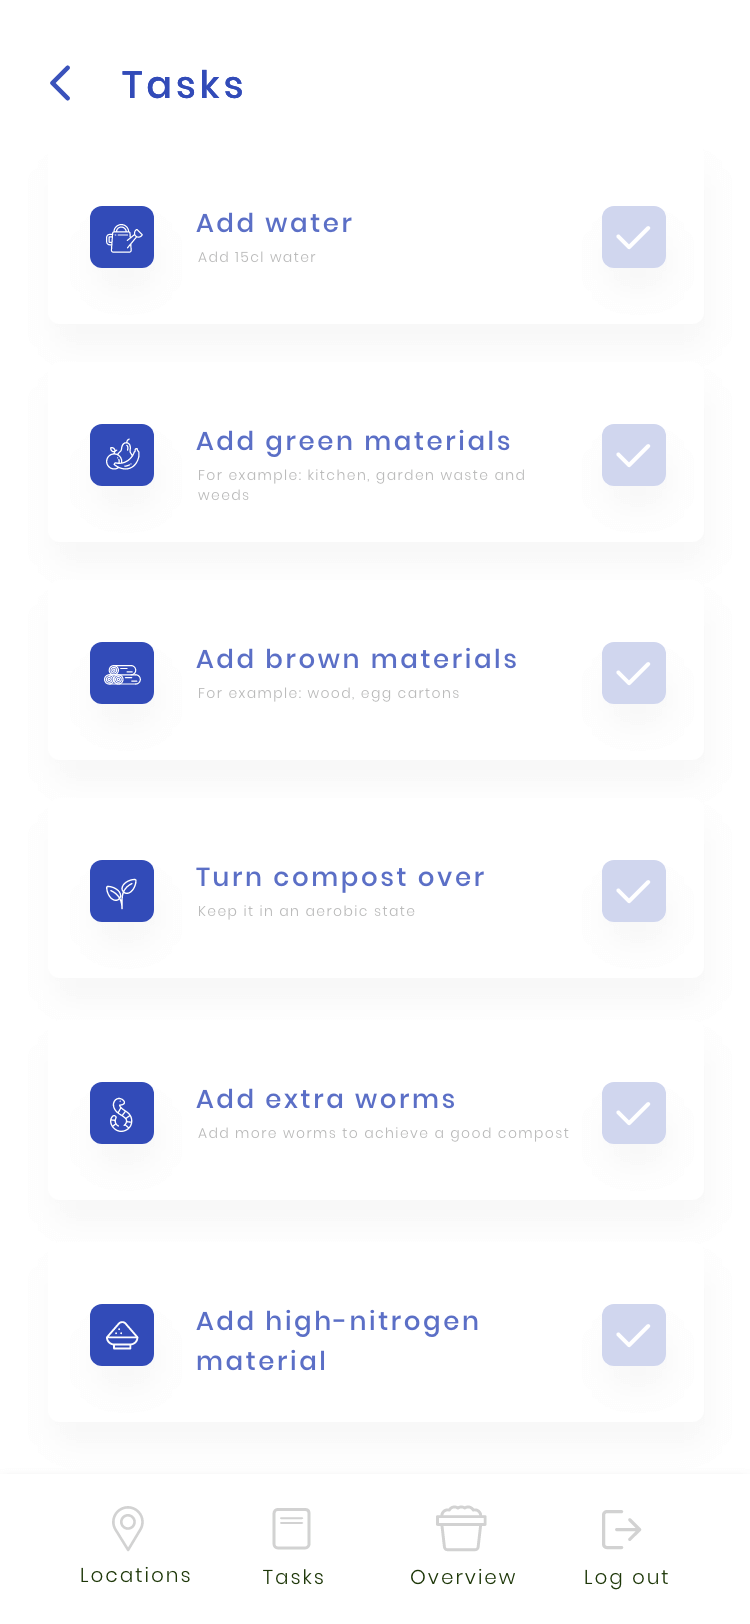 Tasks
Add water
Add 15cl water
Add green materials
For example: kitchen, garden waste and
weeds
Add brown materials
For example: wood, egg cartons
Turn compost over
Keep it in an aerobic state
Add extra worms
Add more worms to achieve a good compost
Add high-nitrogen
material
Locations
Tasks
Overview
Log out